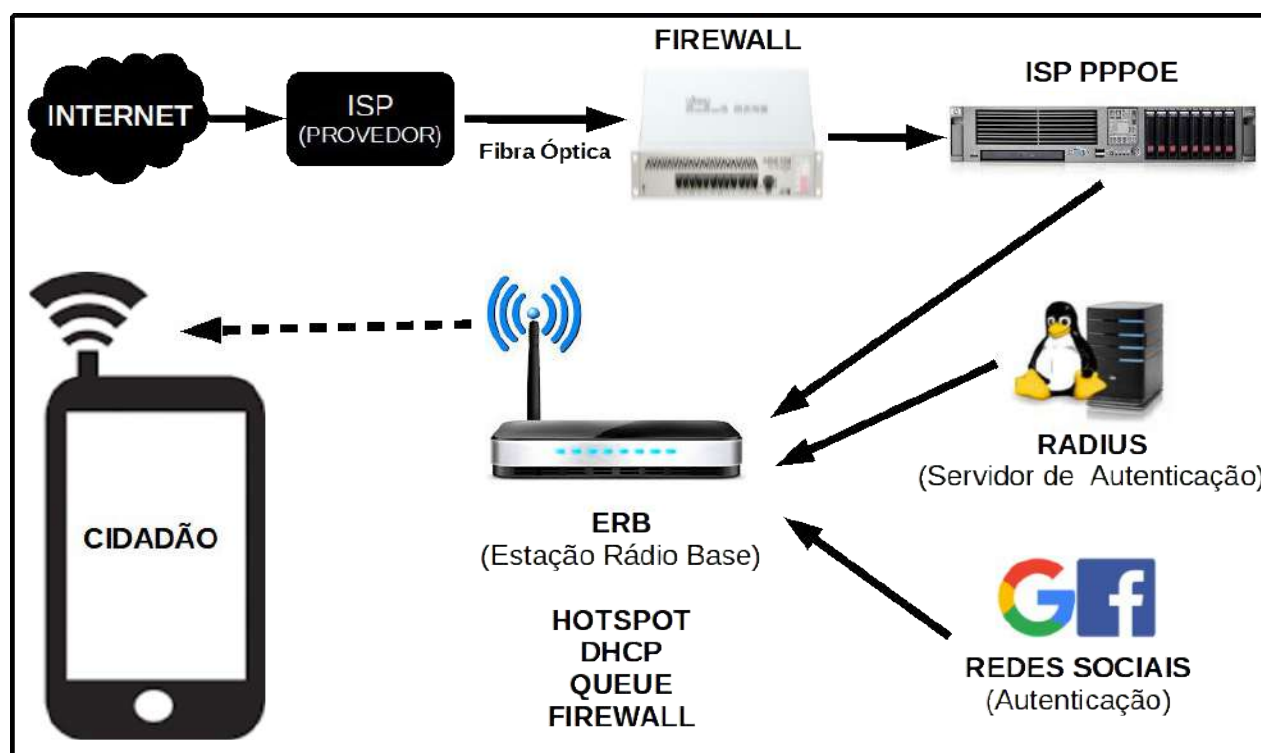 FIREWALL
ISP PPPOE
INTERNET
ISP
(PROVEDOR)
Fibra Óptica
RADIUS
(Servidor de Autenticação)
CIDADÃO
ERB
(Estação Rádio Base)
HOTSPOT
DHCP
QUEUE
FIREWALL
G f
REDES SOCIAIS
(Autenticação)